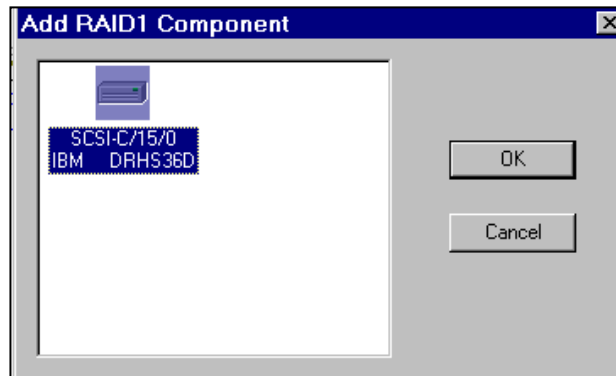 Add RAID1 Component
SCSI-C/15/0
IBM DRHS36D
OK
Cancel